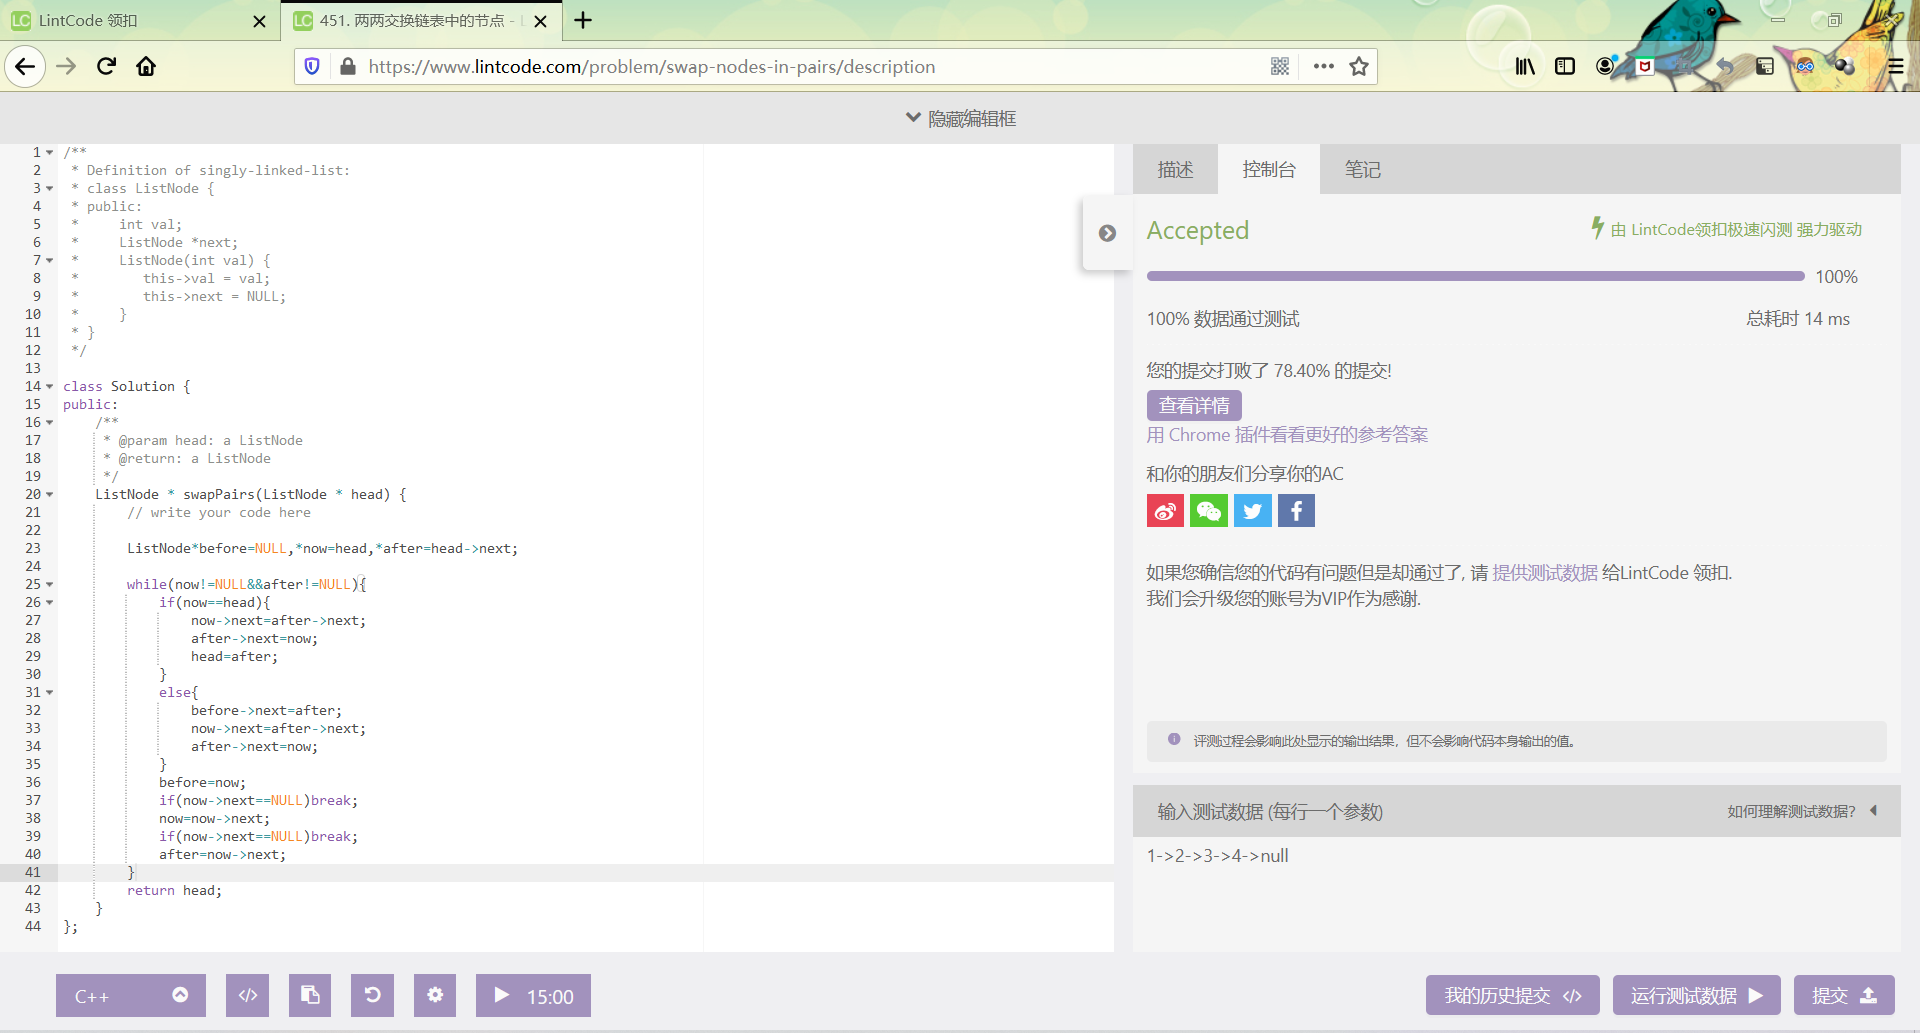 LintCode 领扣
451. 两两交换链表中的节点 - L
https://www.lintcode.com/problem/swap-nodes-in-pairs/description
隐藏编辑框
1 /**
2  * Definition of singly-linked-list:
3  * class ListNode {
4  * public:
5  *     int val;
6  *     ListNode *next;
7  *     ListNode(int val) {
8  *        this->val = val;
9  *        this->next = NULL;
10  *     }
11  * }
12  */
13
14 class Solution {
15 public:
16     /**
17      * @param head: a ListNode
18      * @return: a ListNode
19      */
20     ListNode * swapPairs(ListNode * head) {
21         // write your code here
22
23         ListNode*before=NULL,*now=head,*after=head->next;
24
25         while(now!=NULL&&after!=NULL){
26             if(now==head){
27                 now->next=after->next;
28                 after->next=now;
29                 head=after;
30             }
31             else{
32                 before->next=after;
33                 now->next=after->next;
34                 after->next=now;
35             }
36             before=now;
37             if(now->next==NULL)break;
38             now=now->next;
39             if(now->next==NULL)break;
40             after=now->next;
41         }
42         return head;
43     }
44 };
C++
</>
15:00
描述 控制台 笔记
Accepted
由 LintCode领扣极速闪测 强力驱动
100%
100% 数据通过测试
总耗时 14 ms
您的提交打败了 78.40% 的提交!
查看详情
用 Chrome 插件看看更好的参考答案
和你的朋友们分享你的AC
如果您确信您的代码有问题但是却通过了, 请 提供测试数据 给LintCode 领扣.
我们会升级您的账号为VIP作为感谢.
评测过程会影响此处显示的输出结果，但不会影响代码本身输出的值。
输入测试数据 (每行一个参数)
如何理解测试数据?
1->2->3->4->null
我的历史提交 </>
运行测试数据
提交